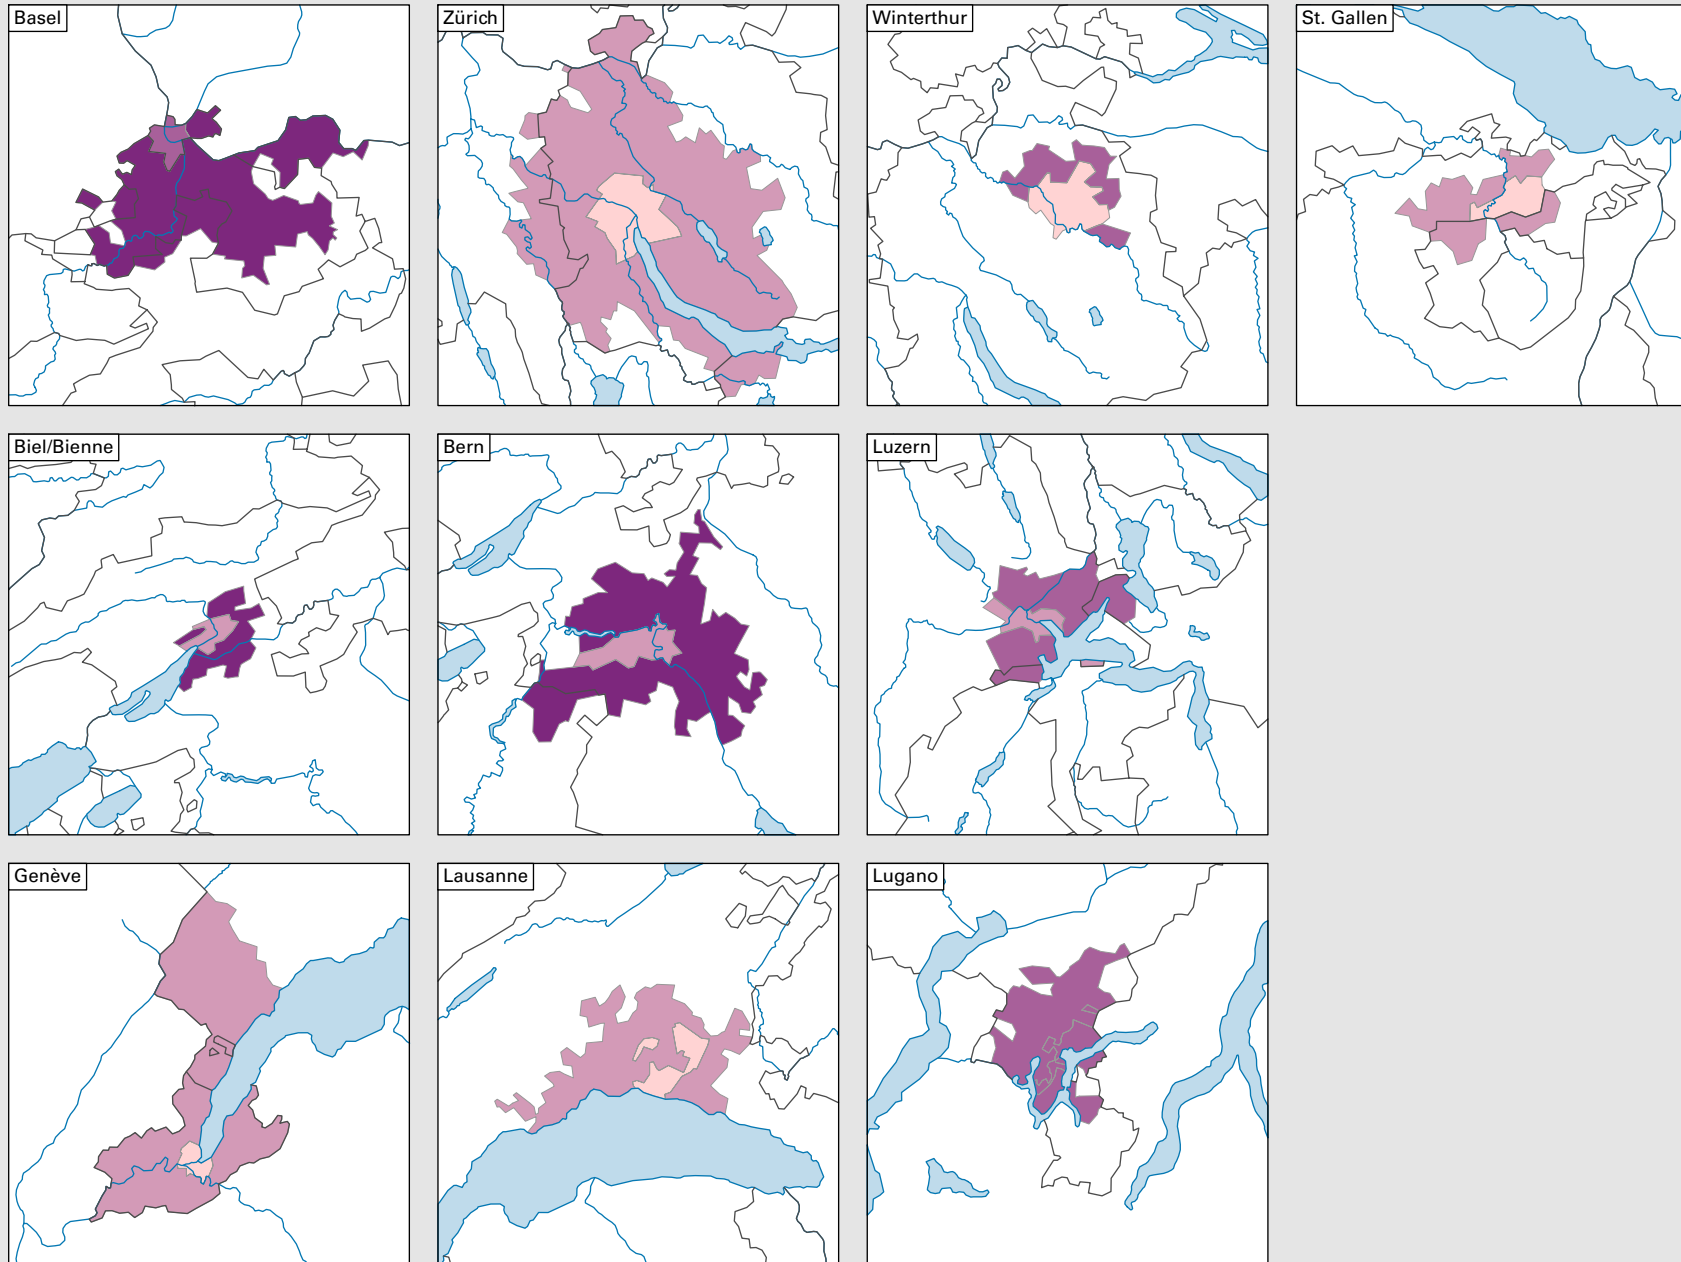 Basel
Zürich
Winterthur
St. Gallen
Biel/Bienne
Bern
Luzern
Genève
Lausanne
Lugano